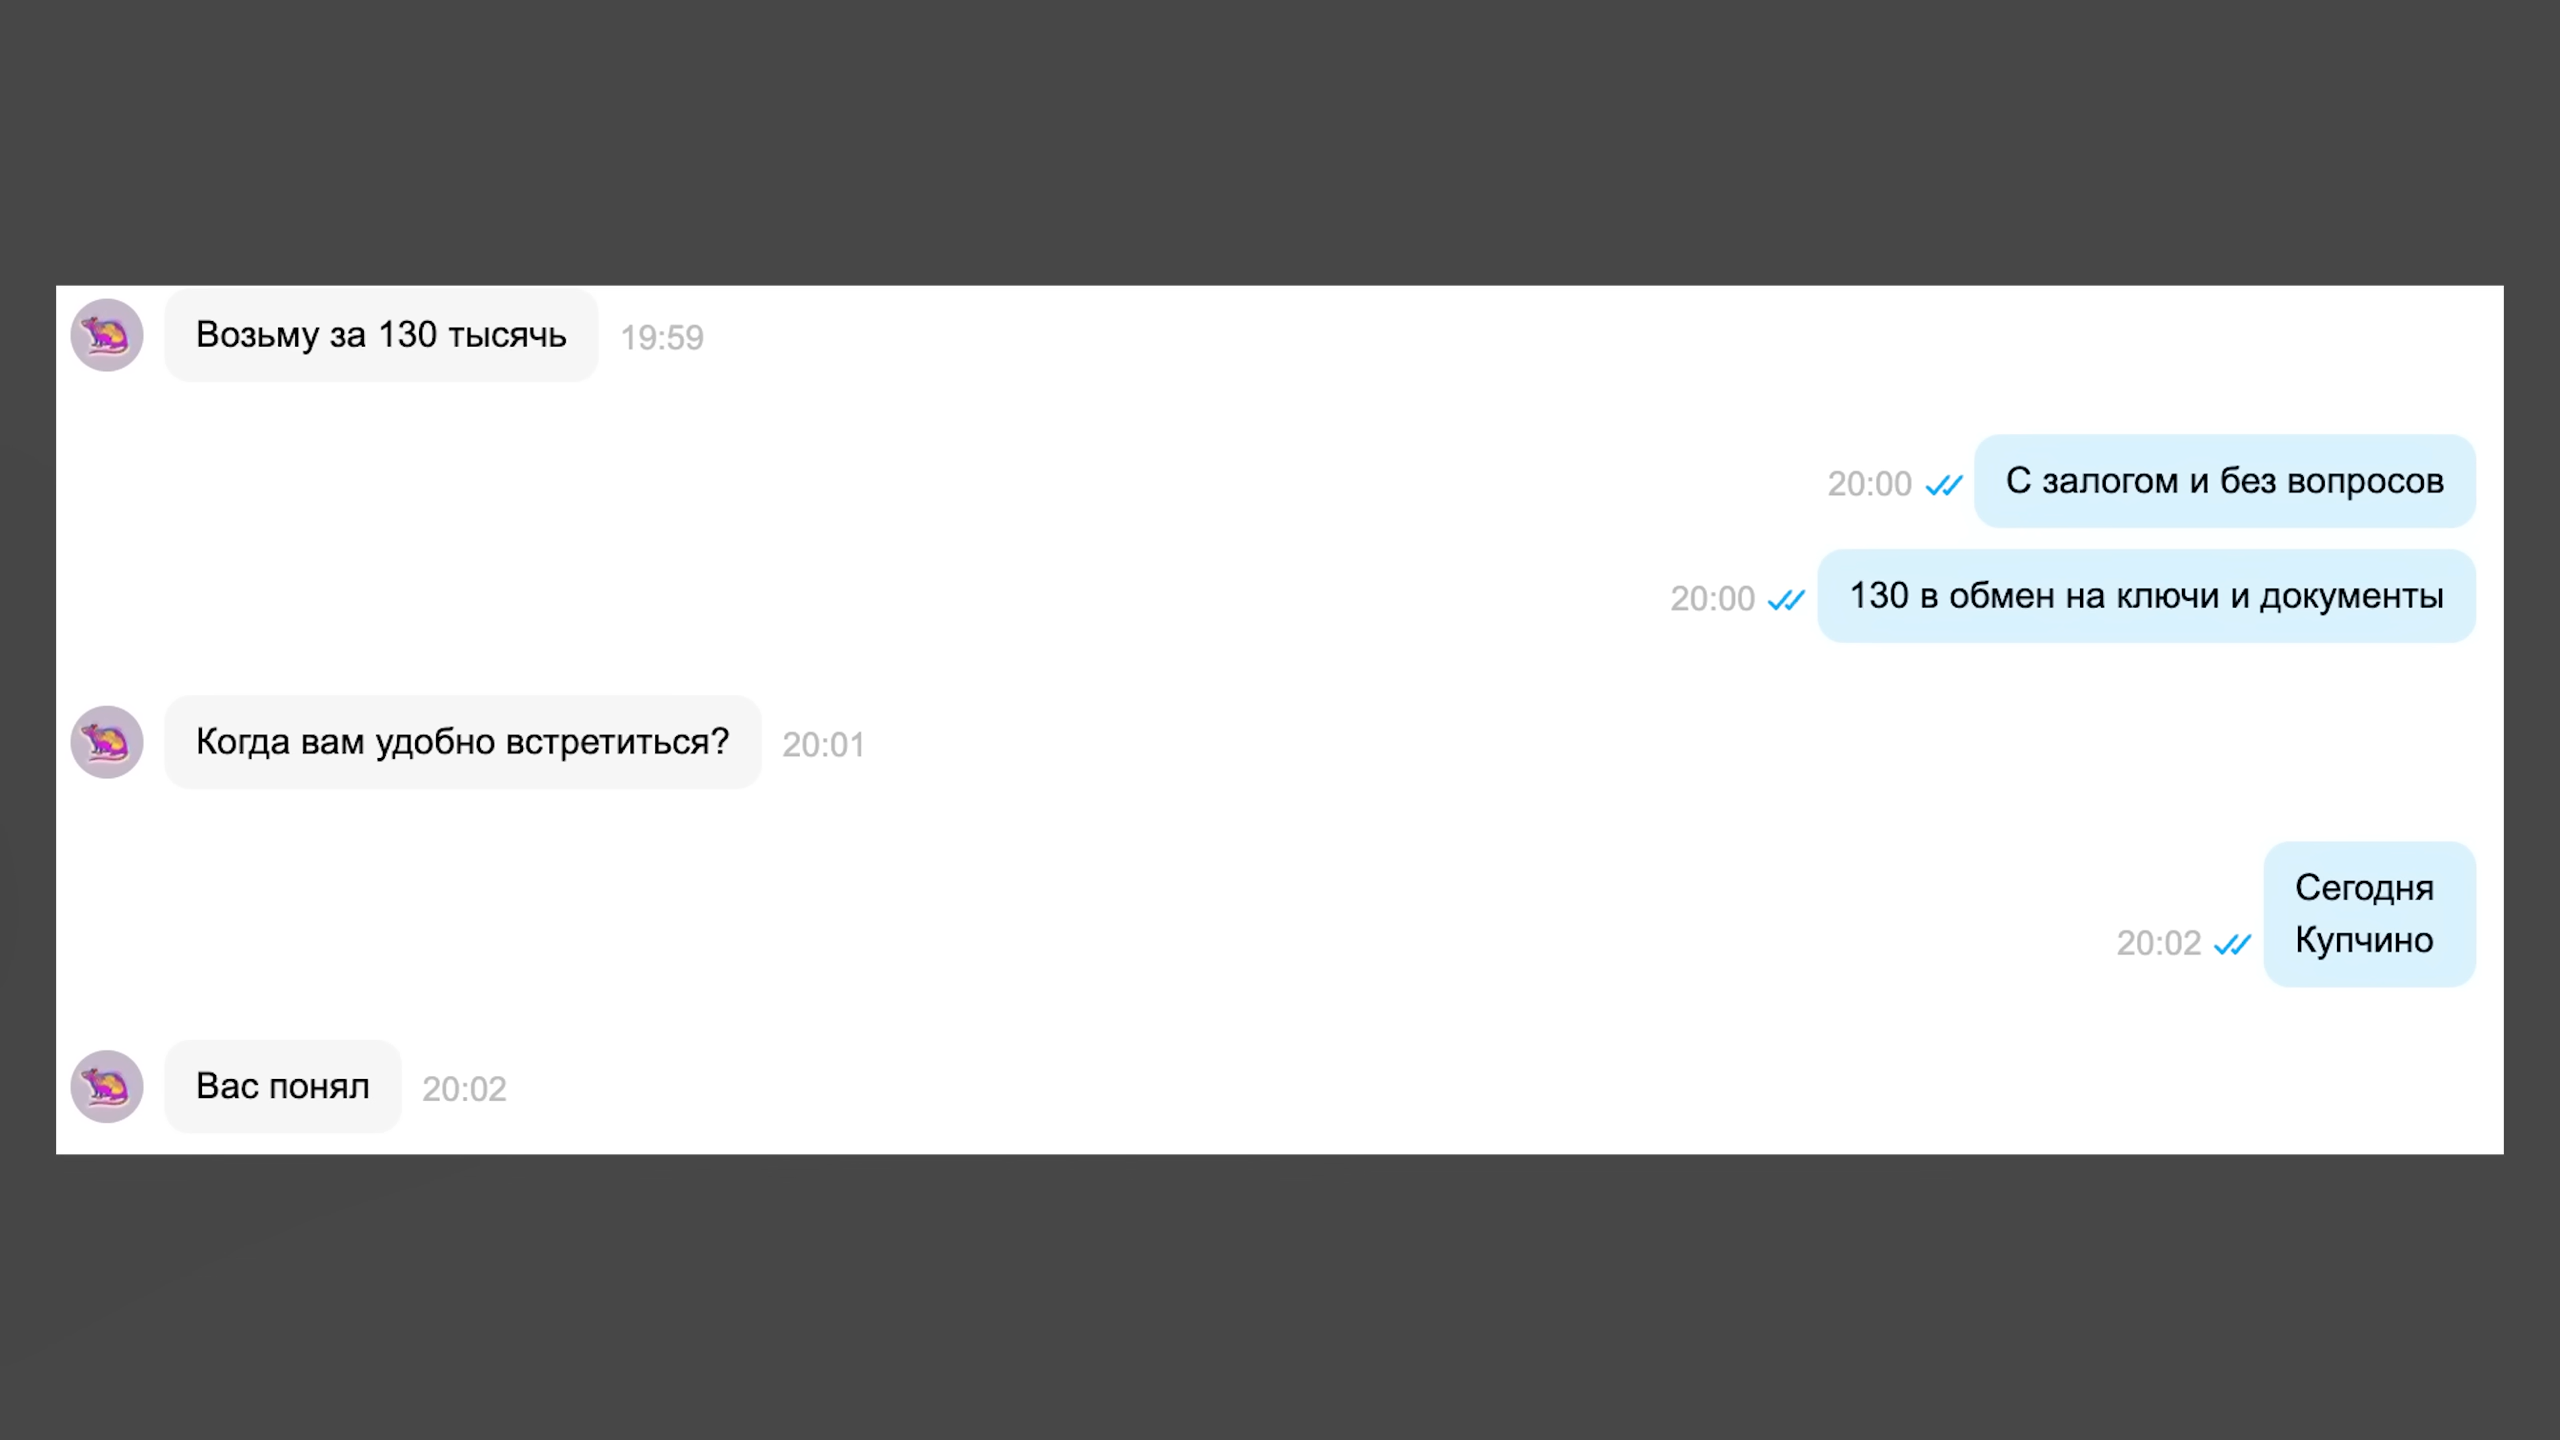 Возьму за 130 тысячь
19:59
20:00
С залогом и без вопросов
20:00
130 в обмен на ключи и документы
Когда вам удобно встретиться?
20:01
Сегодня
20:02
Купчино
Вас понял
20:02